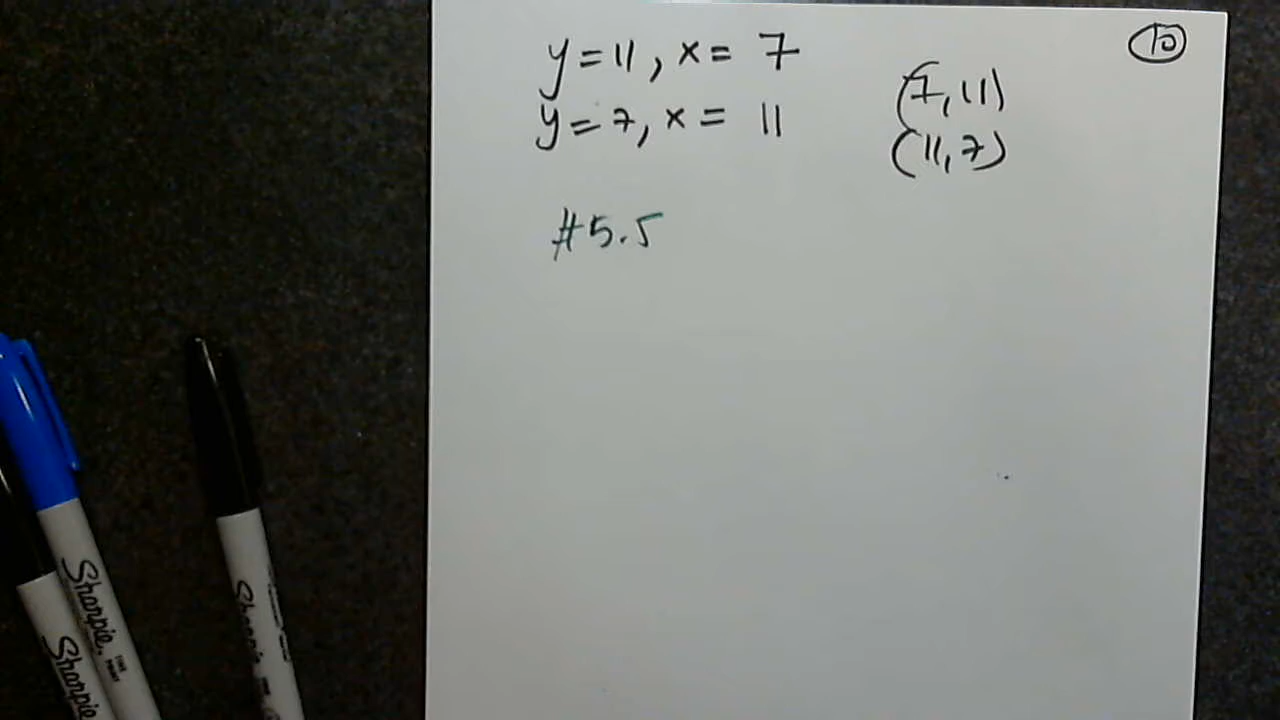 10
y=11, x= 7
(7,11)
y=7, x= 11
(11,7)
#5.5
Sharpie
Sharpie
Sharpie